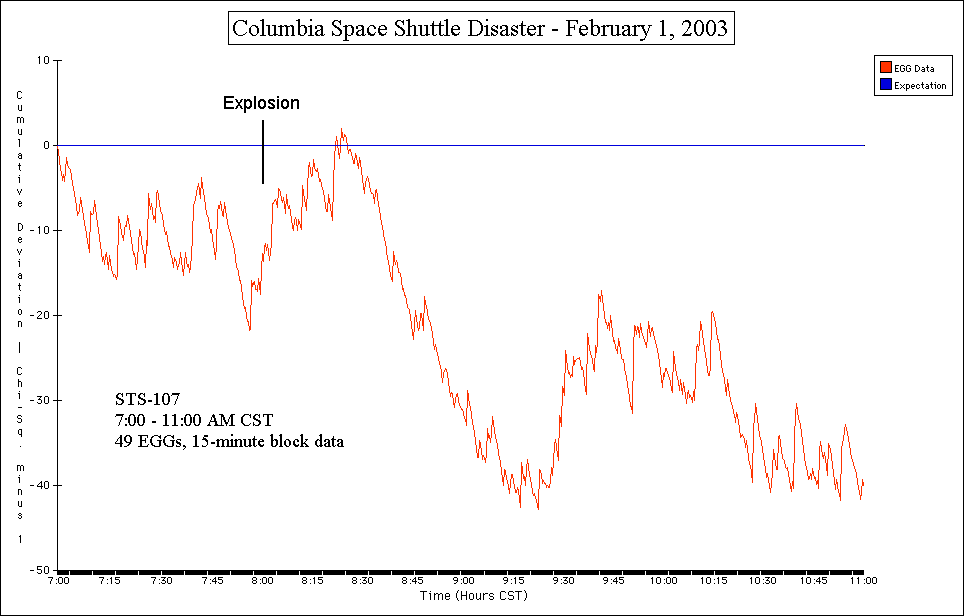 Columbia Space Shuttle Disaster - February 1, 2003
EGG Data
Expectation
Explosion
Cumulative Deviation | Chi-Sq. minus 1
10
0
-10
-20
-30
-40
-50
STS-107
7:00 - 11:00 AM CST
49 EGGs, 15-minute block data
7:00 7:15 7:30 7:45 8:00 8:15 8:30 8:45 9:00 9:15 9:30 9:45 10:00 10:15 10:30 10:45 11:00
Time (Hours CST)